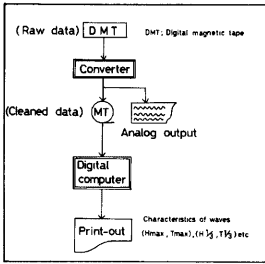 (Raw data) DMT DMT; Digital magnetic tape
Converter
(Cleaned data) MT
Analog output
Digital
computer
Print-out
Characteristics of waves
(Hmax, Tmax), (H⅓, T⅓) etc